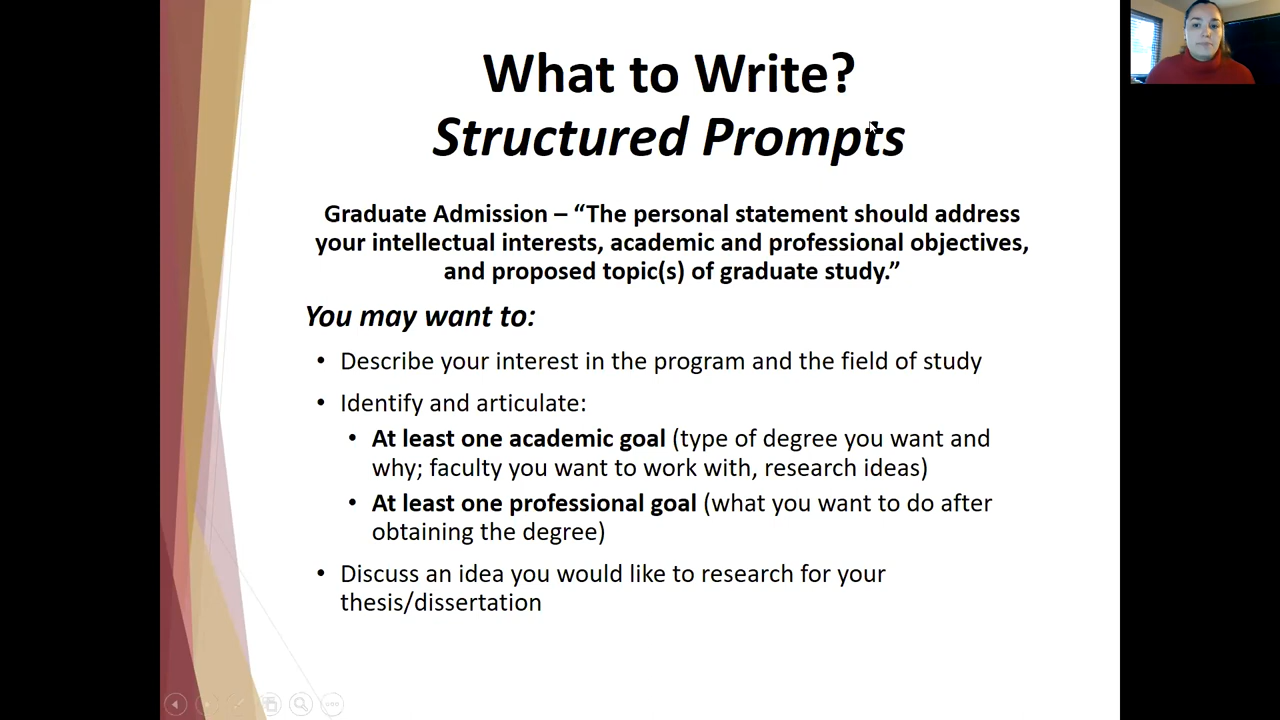 What to Write?
Structured Prompts
Graduate Admission – “The personal statement should address
your intellectual interests, academic and professional objectives,
and proposed topic(s) of graduate study.”
You may want to:
• Describe your interest in the program and the field of study
• Identify and articulate:
• At least one academic goal (type of degree you want and
why; faculty you want to work with, research ideas)
• At least one professional goal (what you want to do after
obtaining the degree)
• Discuss an idea you would like to research for your
thesis/dissertation